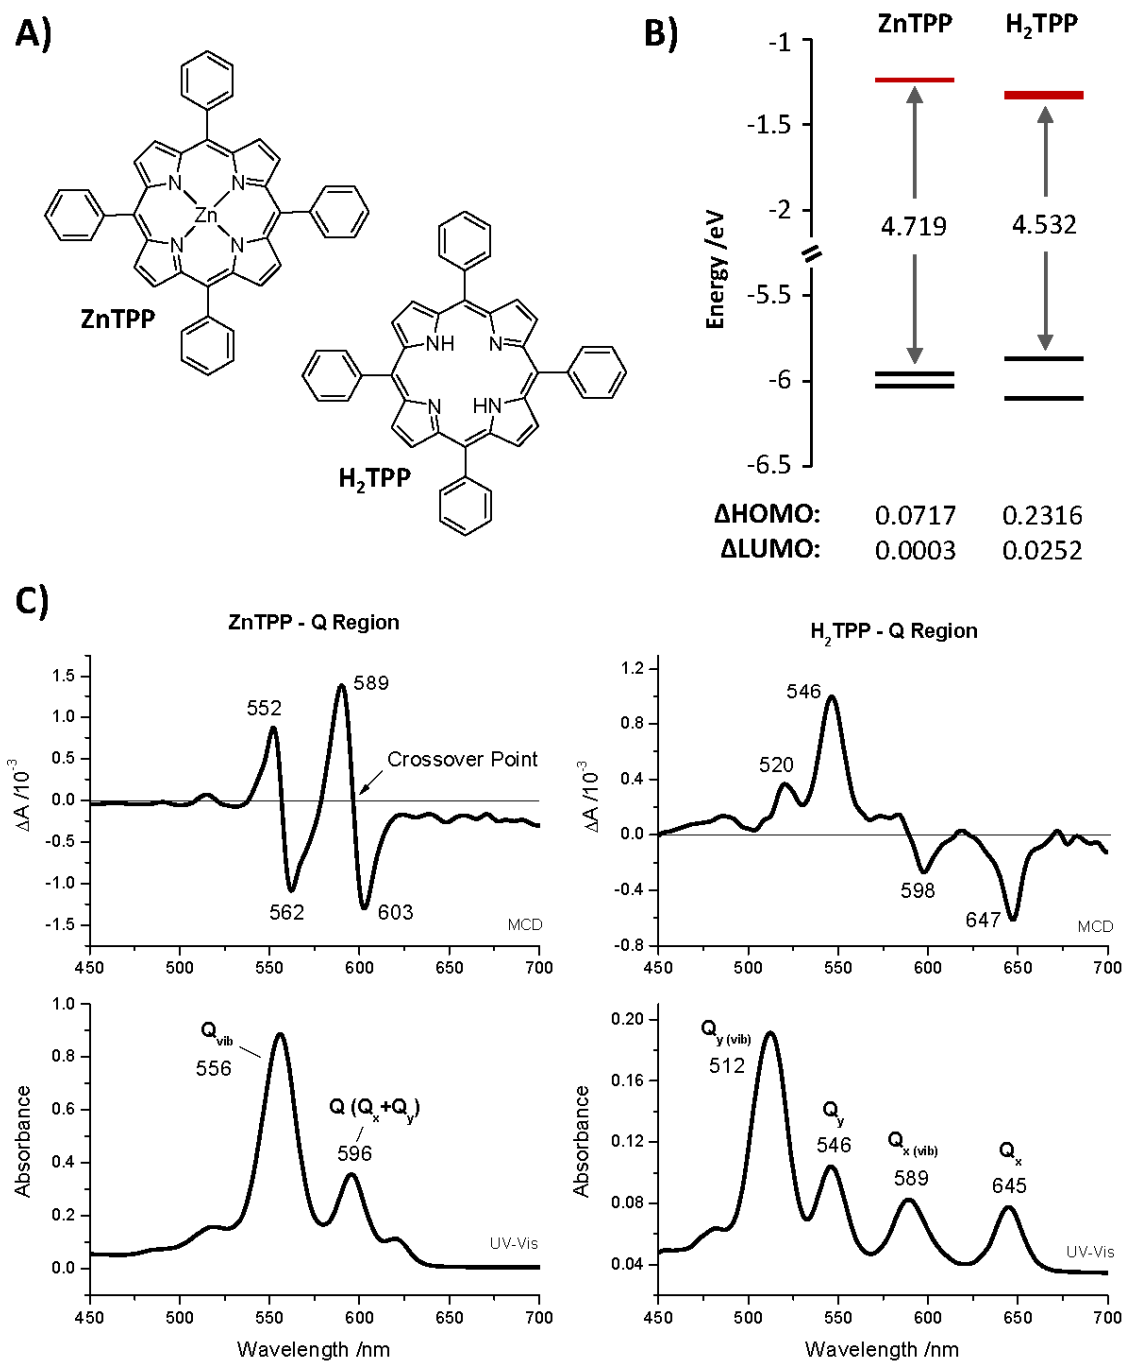 A)
N
N
Zn
N
N
ZnTPP
NH
N
N
HN
H2TPP
B)
ZnTPP
H2TPP
-1
-1.5
-2
-5.5
-6
-6.5
Energy /eV
4.719
4.532
ΔHOMO: 0.0717 0.2316
ΔLUMO: 0.0003 0.0252
C)
ZnTPP - Q Region
1.5
1.0
0.5
0.0
-0.5
-1.0
-1.5
ΔA /10-3
552
589
Crossover Point
562
603
MCD
450 500 550 600 650 700
H2TPP - Q Region
1.2
0.8
0.4
0.0
-0.4
-0.8
ΔA /10-3
546
520
598
647
MCD
450 500 550 600 650 700
1.0
0.8
0.6
0.4
0.2
0.0
Absorbance
Qvib
556
Q (Qx+Qy)
596
UV-Vis
450 500 550 600 650 700
Wavelength /nm
0.20
0.16
0.12
0.08
0.04
Absorbance
Qy (vib)
512
Qy
546
Qx (vib)
589
Qx
645
UV-Vis
450 500 550 600 650 700
Wavelength /nm